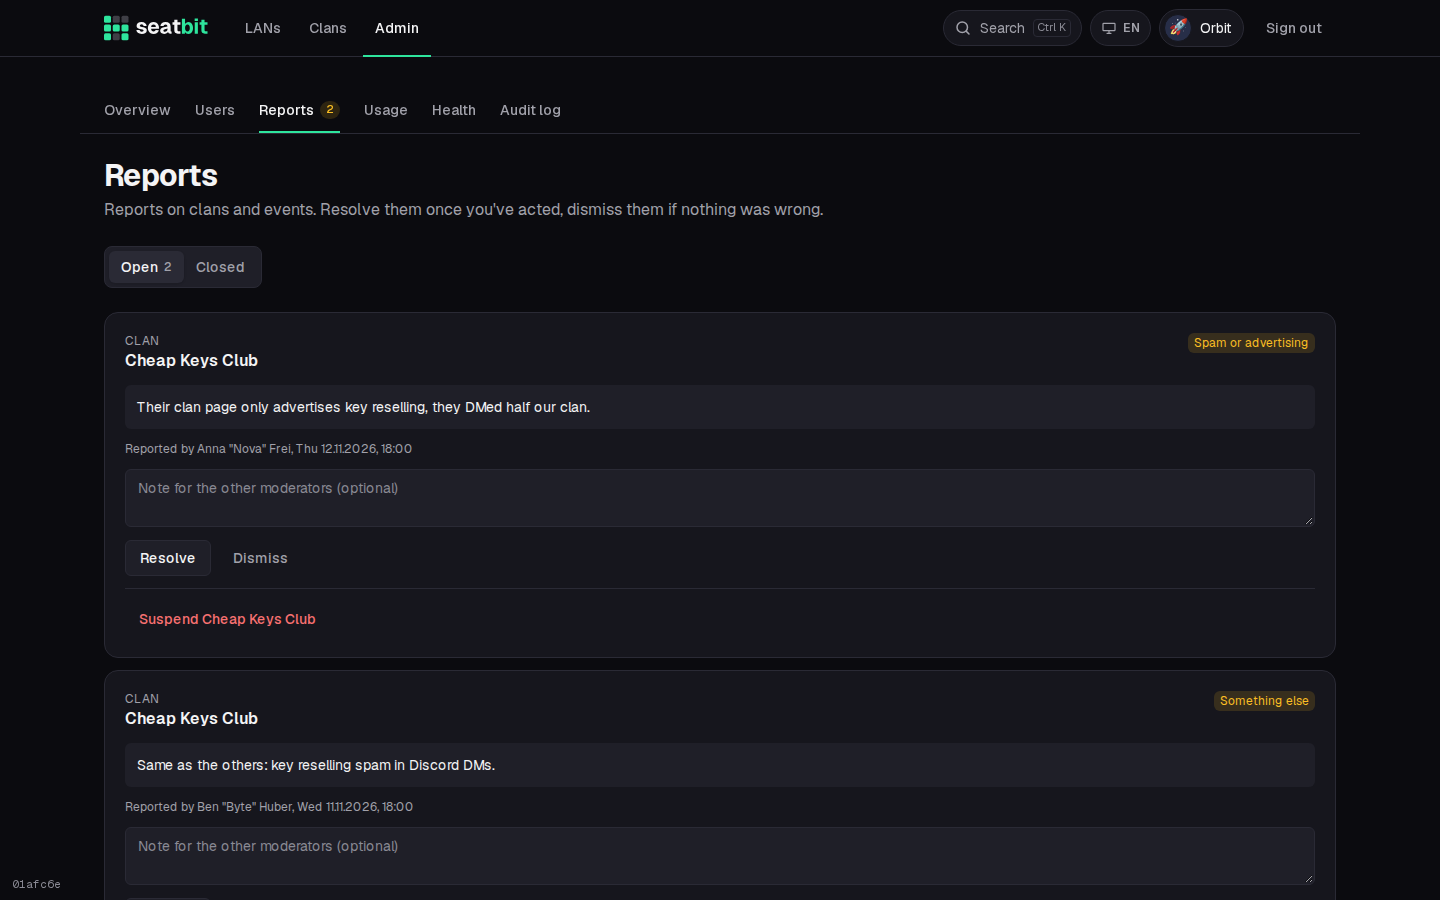 seatbit
LANs
Clans
Admin
Search
Ctrl K
EN
Orbit
Sign out
Overview
Users
Reports 2
Usage
Health
Audit log
Reports
Reports on clans and events. Resolve them once you've acted, dismiss them if nothing was wrong.
Open 2
Closed
CLAN
Cheap Keys Club
Spam or advertising
Their clan page only advertises key reselling, they DMed half our clan.
Reported by Anna "Nova" Frei, Thu 12.11.2026, 18:00
Note for the other moderators (optional)
Resolve
Dismiss
Suspend Cheap Keys Club
CLAN
Cheap Keys Club
Something else
Same as the others: key reselling spam in Discord DMs.
Reported by Ben "Byte" Huber, Wed 11.11.2026, 18:00
Note for the other moderators (optional)
01afc6e